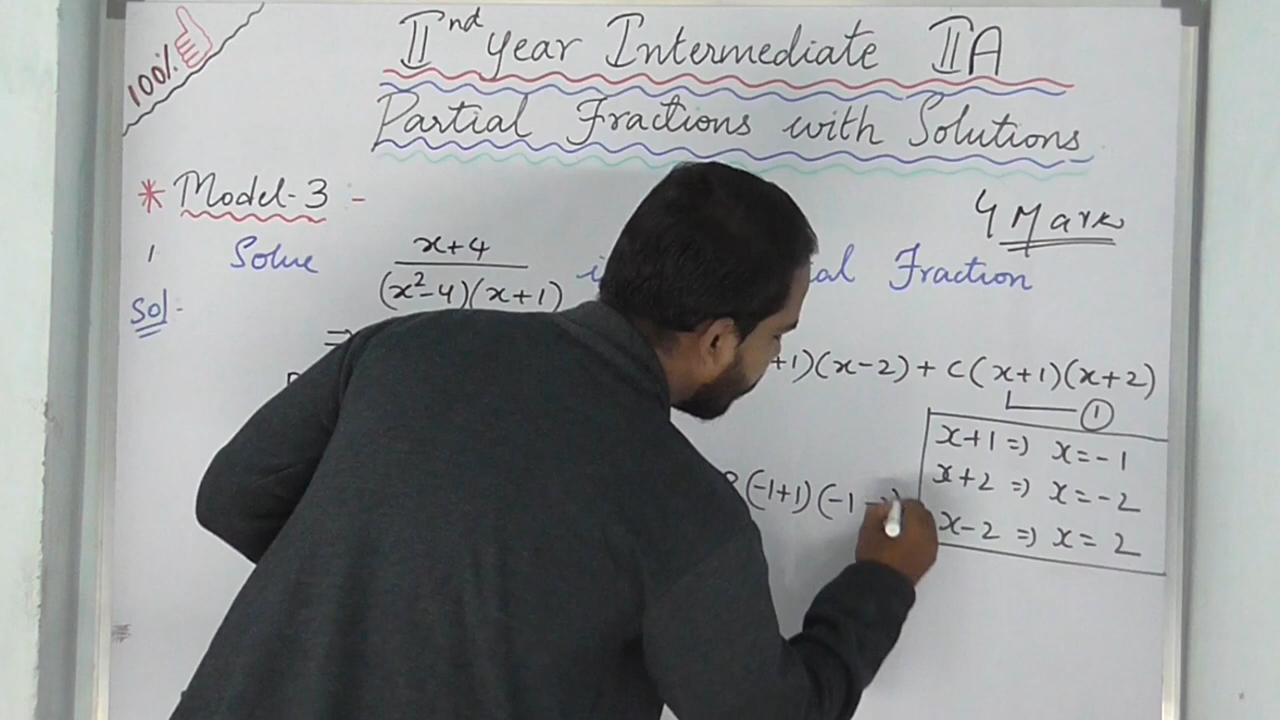 100%
IInd year Intermediate IIA
Partial Fractions with Solutions
* Model-3 :-
4 Marks
1 Solve x+4 / (x²-4)(x+1) Fraction
Sol:-
⇒ +1)(x-2) + C(x+1)(x+2)
①
x+1 ⇒ x=-1
x+2 ⇒ x=-2
(-1+1)(-1-
x-2 ⇒ x=2